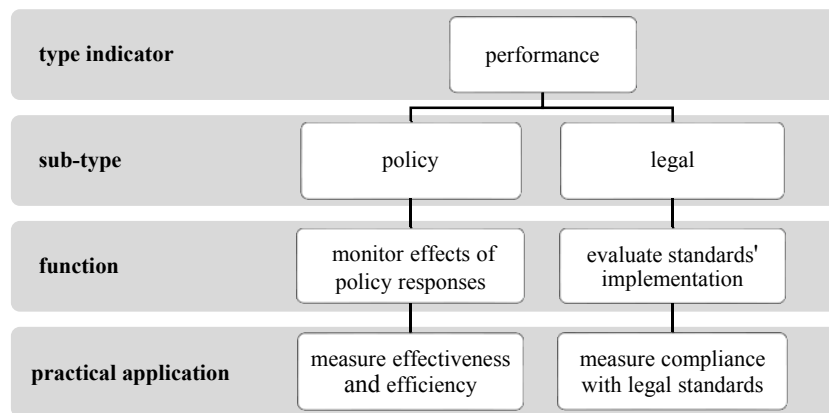 type indicator
performance
sub-type
policy
legal
function
monitor effects of
policy responses
evaluate standards'
implementation
practical application
measure effectiveness
and efficiency
measure compliance
with legal standards